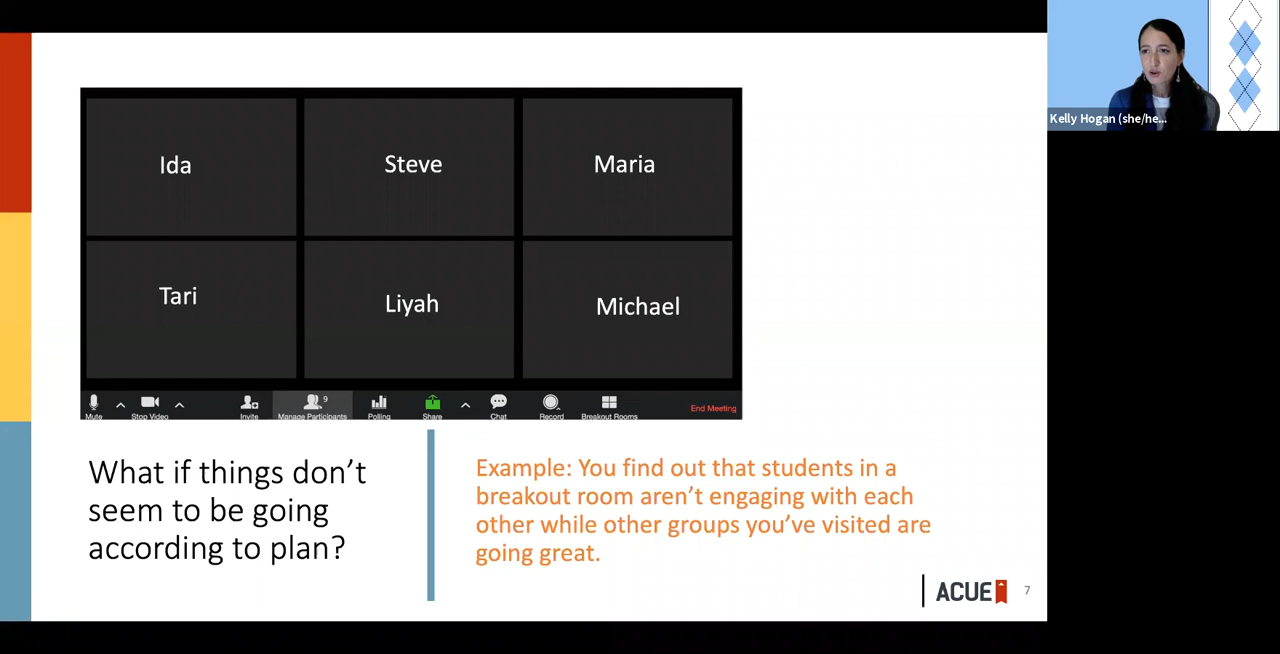 Kelly Hogan (she/he...
Ida
Steve
Maria
Tari
Liyah
Michael
9
Mute
Stop Video
Invite
Manage Participants
Polling
Share
Chat
Record
Breakout Rooms
End Meeting
What if things don’t
seem to be going
according to plan?
Example: You find out that students in a
breakout room aren’t engaging with each
other while other groups you’ve visited are
going great.
ACUE
7